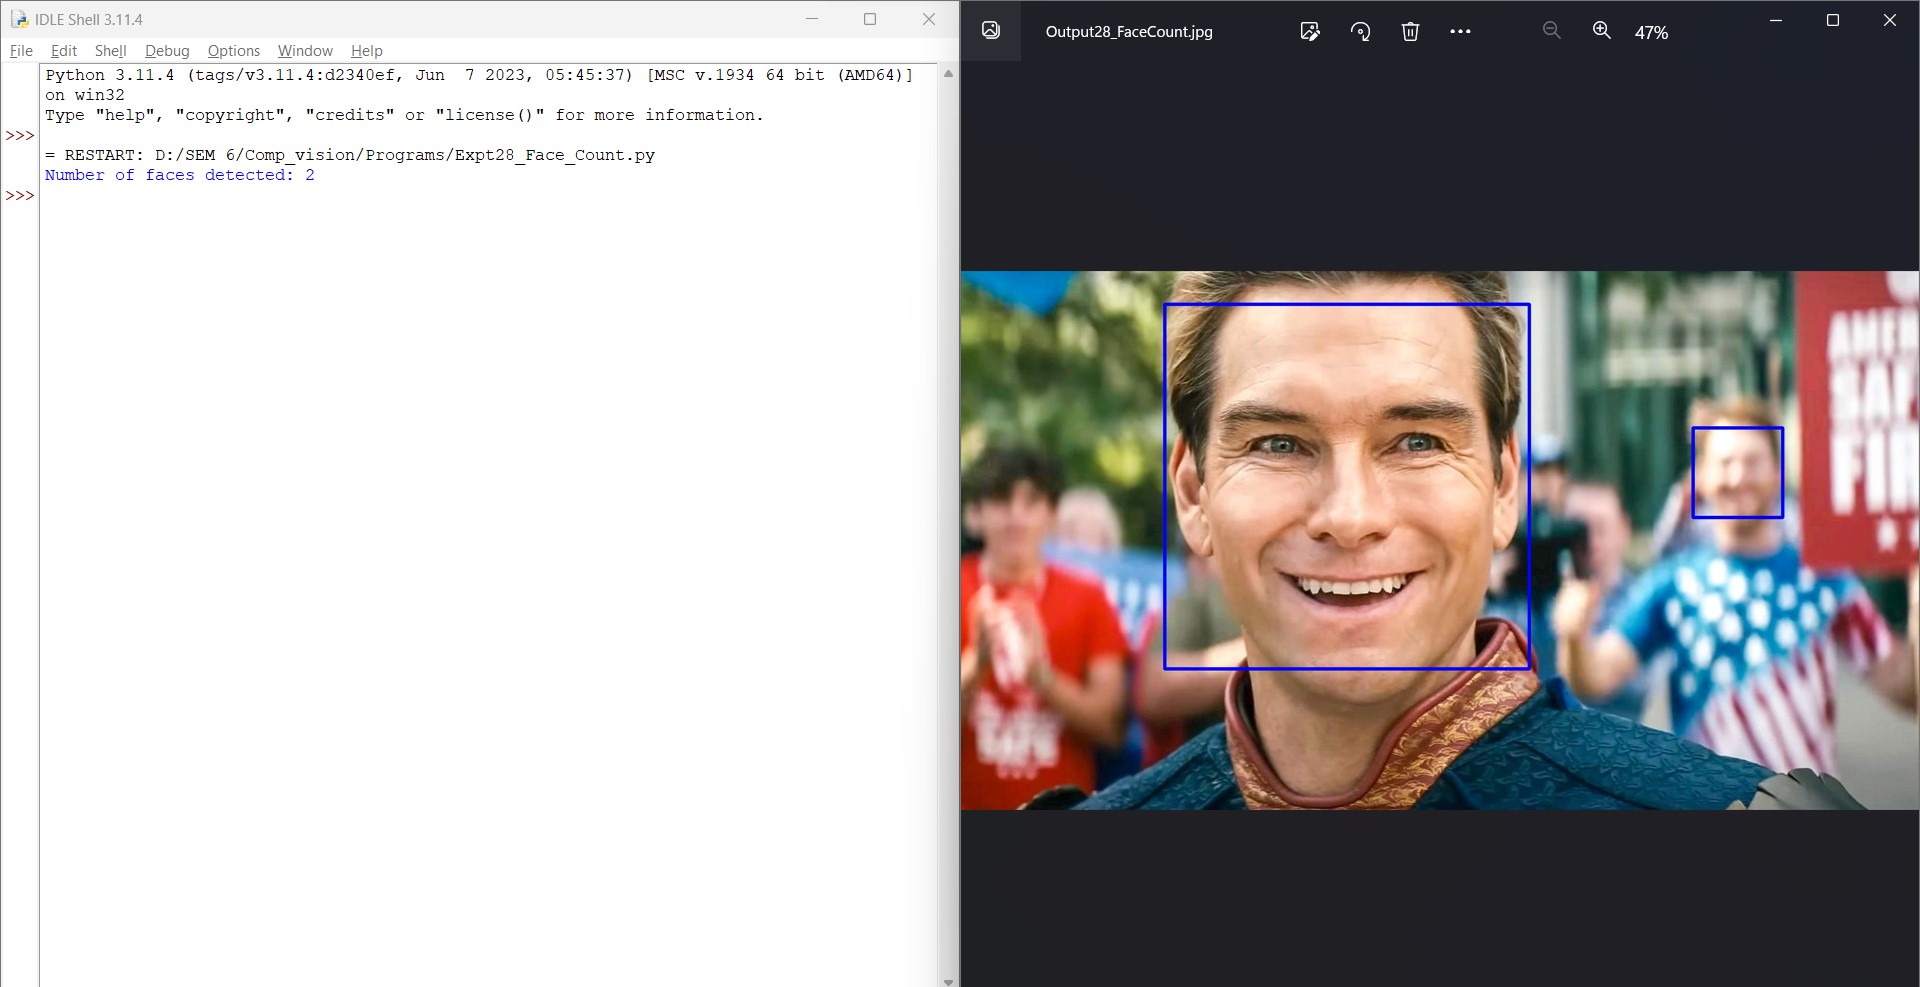 IDLE Shell 3.11.4
File Edit Shell Debug Options Window Help
Python 3.11.4 (tags/v3.11.4:d2340ef, Jun  7 2023, 05:45:37) [MSC v.1934 64 bit (AMD64)]
on win32
Type "help", "copyright", "credits" or "license()" for more information.
>>>
= RESTART: D:/SEM 6/Comp_vision/Programs/Expt28_Face_Count.py
Number of faces detected: 2
>>>
Output28_FaceCount.jpg
47%
SAFE